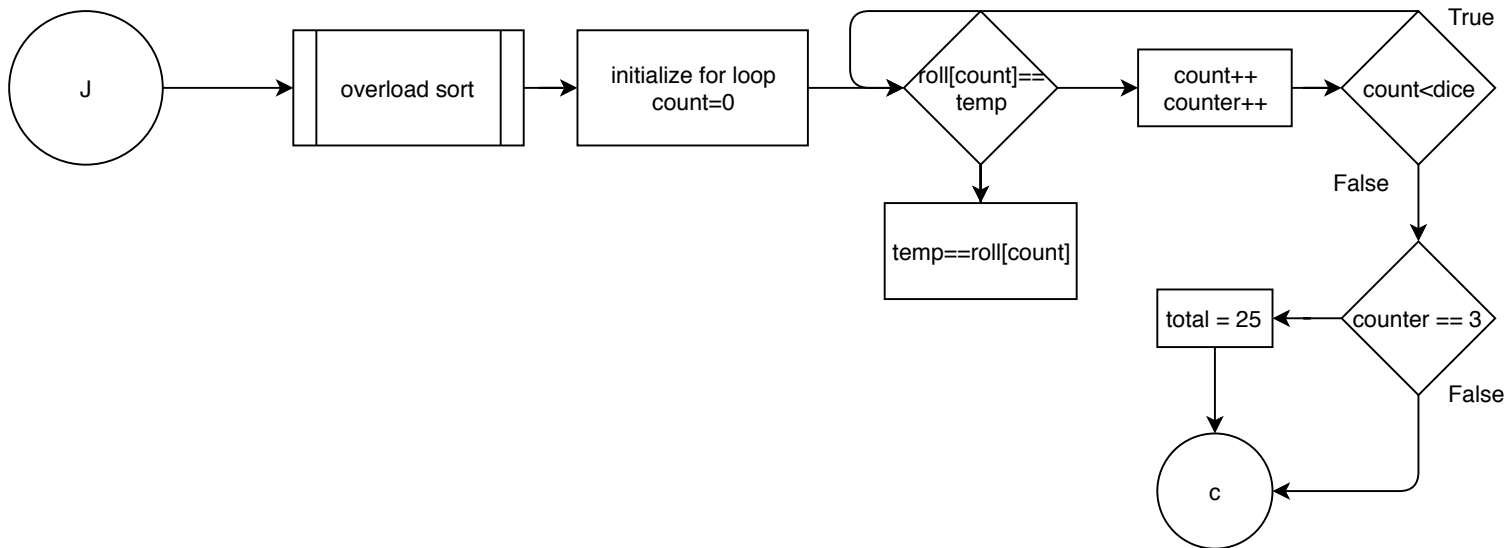 J
overload sort
initialize for loop
count=0
roll[count]==
temp
temp==roll[count]
count++
counter++
True
count<dice
False
counter == 3
total = 25
False
c